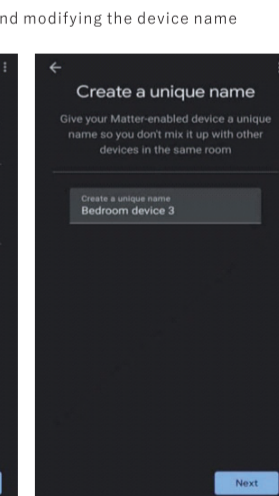 nd modifying the device name
Create a unique name
Give your Matter-enabled device a unique
name so you don't mix it up with other
devices in the same room
Create a unique name
Bedroom device 3
Next